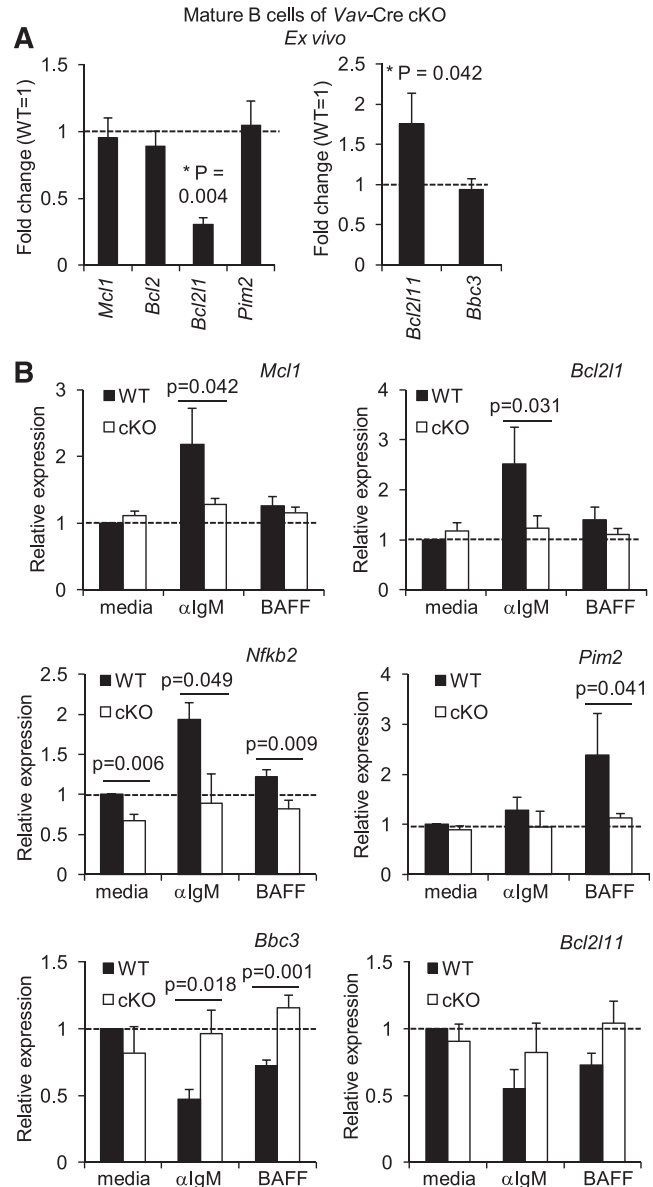 Mature B cells of Vav-Cre cKO
A
Ex vivo
Fold change (WT=1)
1.5
1
0.5
0
* P =
0.004
Mcl1
Bcl2
Bcl2l1
Pim2
Fold change (WT=1)
2.5
2
1.5
1
0.5
0
* P = 0.042
Bcl2l11
Bbc3
B
Mcl1
Relative expression
3
2
1
0
WT
cKO
p=0.042
media
αIgM
BAFF
Bcl2l1
Relative expression
4
3
2
1
0
WT
cKO
p=0.031
media
αIgM
BAFF
Nfkb2
Relative expression
2.5
2
1.5
1
0.5
0
WT
cKO
p=0.049
p=0.006
p=0.009
media
αIgM
BAFF
Pim2
Relative expression
4
3
2
1
0
WT
cKO
p=0.041
media
αIgM
BAFF
Bbc3
Relative expression
1.5
1
0.5
0
WT
cKO
p=0.018
p=0.001
media
αIgM
BAFF
Bcl2l11
Relative expression
1.5
1
0.5
0
WT
cKO
media
αIgM
BAFF